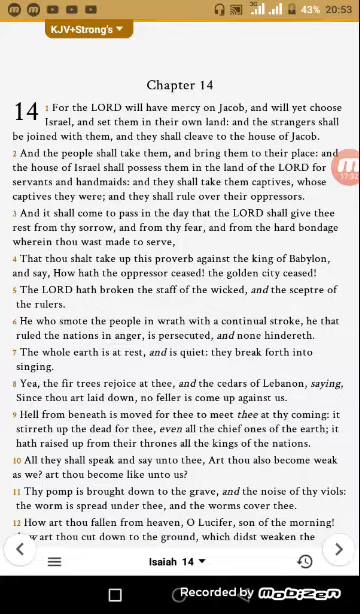 43% 20:53
KJV+Strong's
Chapter 14
14 1 For the LORD will have mercy on Jacob, and will yet choose
Israel, and set them in their own land: and the strangers shall
be joined with them, and they shall cleave to the house of Jacob.
2 And the people shall take them, and bring them to their place: and
the house of Israel shall possess them in the land of the LORD for
servants and handmaids: and they shall take them captives, whose
captives they were; and they shall rule over their oppressors.
3 And it shall come to pass in the day that the LORD shall give thee
rest from thy sorrow, and from thy fear, and from the hard bondage
wherein thou wast made to serve,
4 That thou shalt take up this proverb against the king of Babylon,
and say, How hath the oppressor ceased! the golden city ceased!
5 The LORD hath broken the staff of the wicked, and the sceptre of
the rulers.
6 He who smote the people in wrath with a continual stroke, he that
ruled the nations in anger, is persecuted, and none hindereth.
7 The whole earth is at rest, and is quiet: they break forth into
singing.
8 Yea, the fir trees rejoice at thee, and the cedars of Lebanon, saying,
Since thou art laid down, no feller is come up against us.
9 Hell from beneath is moved for thee to meet thee at thy coming: it
stirreth up the dead for thee, even all the chief ones of the earth; it
hath raised up from their thrones all the kings of the nations.
10 All they shall speak and say unto thee, Art thou also become weak
as we? art thou become like unto us?
11 Thy pomp is brought down to the grave, and the noise of thy viols:
the worm is spread under thee, and the worms cover thee.
12 How art thou fallen from heaven, O Lucifer, son of the morning!
art thou cut down to the ground, which didst weaken the
Isaiah 14
Recorded by MOBIZEN